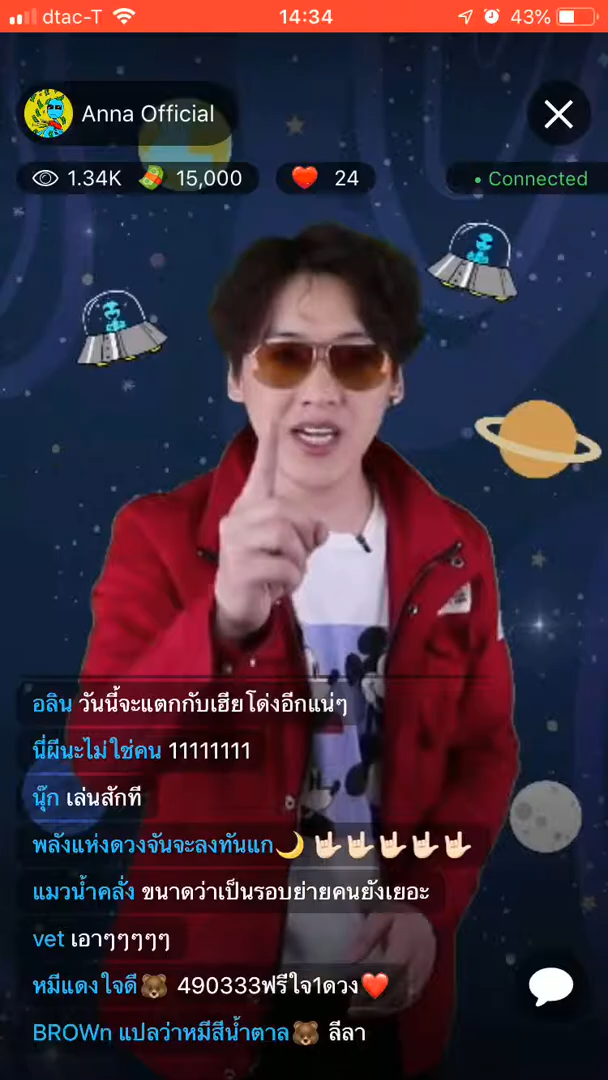 dtac-T 14:34 43%
Anna Official
1.34K 15,000 24 • Connected
อลิน วันนี้จะแตกกับเฮียโด่งอีกแน่ๆ
นี่ผีนะไม่ใช่คน 11111111
นุ๊ก เล่นสักที
พลังแห่งดวงจันจะลงทันแก🌙 🤟🏻🤟🏻🤟🏻🤟🏻🤟🏻
แมวน้ำคลั่ง ขนาดว่าเป็นรอบย่ายคนยังเยอะ
vet เอาๆๆๆๆๆ
หมีแดงใจดี🐻 490333ฟรีใจ1ดวง❤️
BROWn แปลว่าหมีสีน้ำตาล🐻 ลีลา